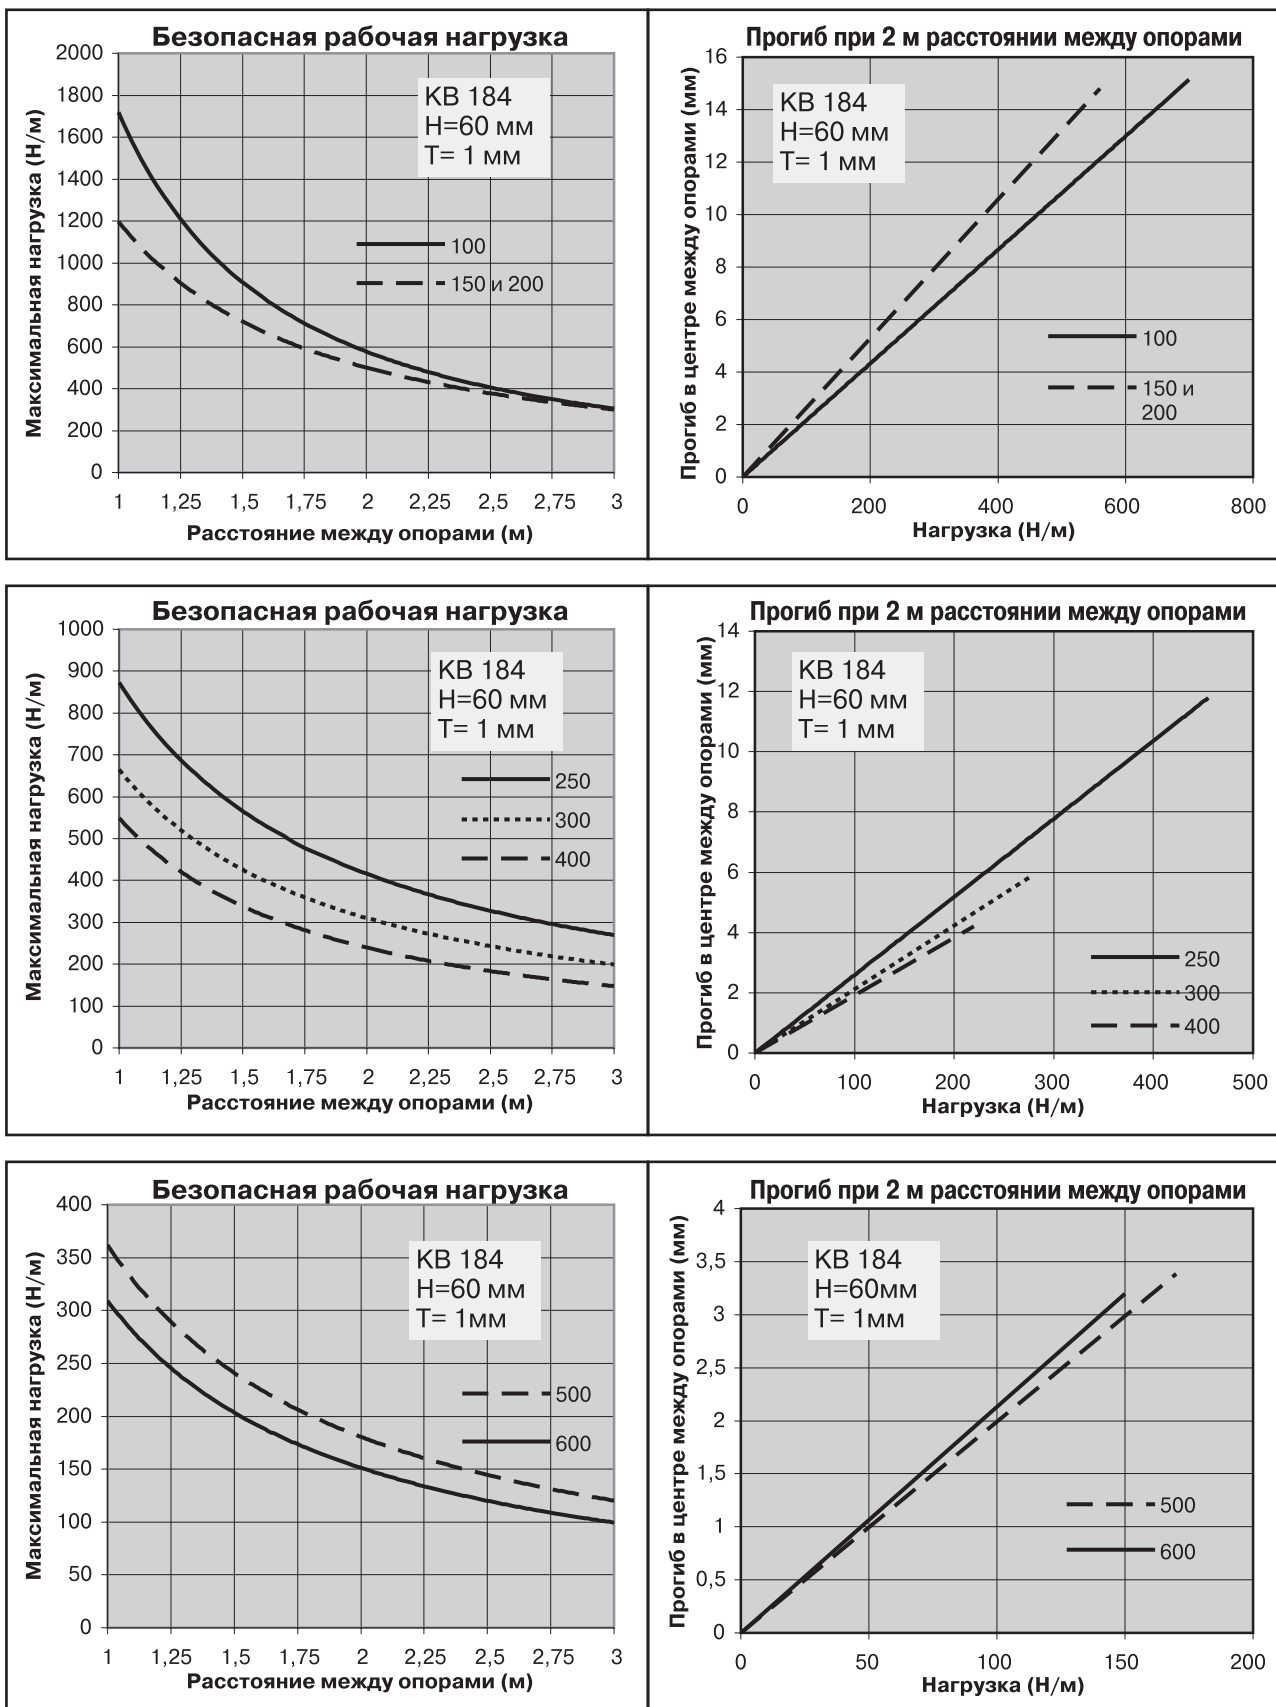 Безопасная рабочая нагрузка
Максимальная нагрузка (Н/м)
2000
1800
1600
1400
1200
1000
800
600
400
200
0
КВ 184
Н=60 мм
Т= 1 мм
100
150 и 200
1 1,25 1,5 1,75 2 2,25 2,5 2,75 3
Расстояние между опорами (м)
Прогиб при 2 м расстоянии между опорами
Прогиб в центре между опорами (мм)
16
14
12
10
8
6
4
2
0
КВ 184
Н=60 мм
Т= 1 мм
100
150 и
200
0 200 400 600 800
Нагрузка (Н/м)
Безопасная рабочая нагрузка
Максимальная нагрузка (Н/м)
1000
900
800
700
600
500
400
300
200
100
0
КВ 184
Н=60 мм
Т= 1 мм
250
300
400
1 1,25 1,5 1,75 2 2,25 2,5 2,75 3
Расстояние между опорами (м)
Прогиб при 2 м расстоянии между опорами
Прогиб в центре между опорами (мм)
14
12
10
8
6
4
2
0
КВ 184
Н=60 мм
Т= 1 мм
250
300
400
0 100 200 300 400 500
Нагрузка (Н/м)
Безопасная рабочая нагрузка
Максимальная нагрузка (Н/м)
400
350
300
250
200
150
100
50
0
КВ 184
Н=60 мм
Т= 1мм
500
600
1 1,25 1,5 1,75 2 2,25 2,5 2,75 3
Расстояние между опорами (м)
Прогиб при 2 м расстоянии между опорами
Прогиб в центре между опорами (мм)
4
3,5
3
2,5
2
1,5
1
0,5
0
КВ 184
Н=60мм
Т= 1мм
500
600
0 50 100 150 200
Нагрузка (Н/м)